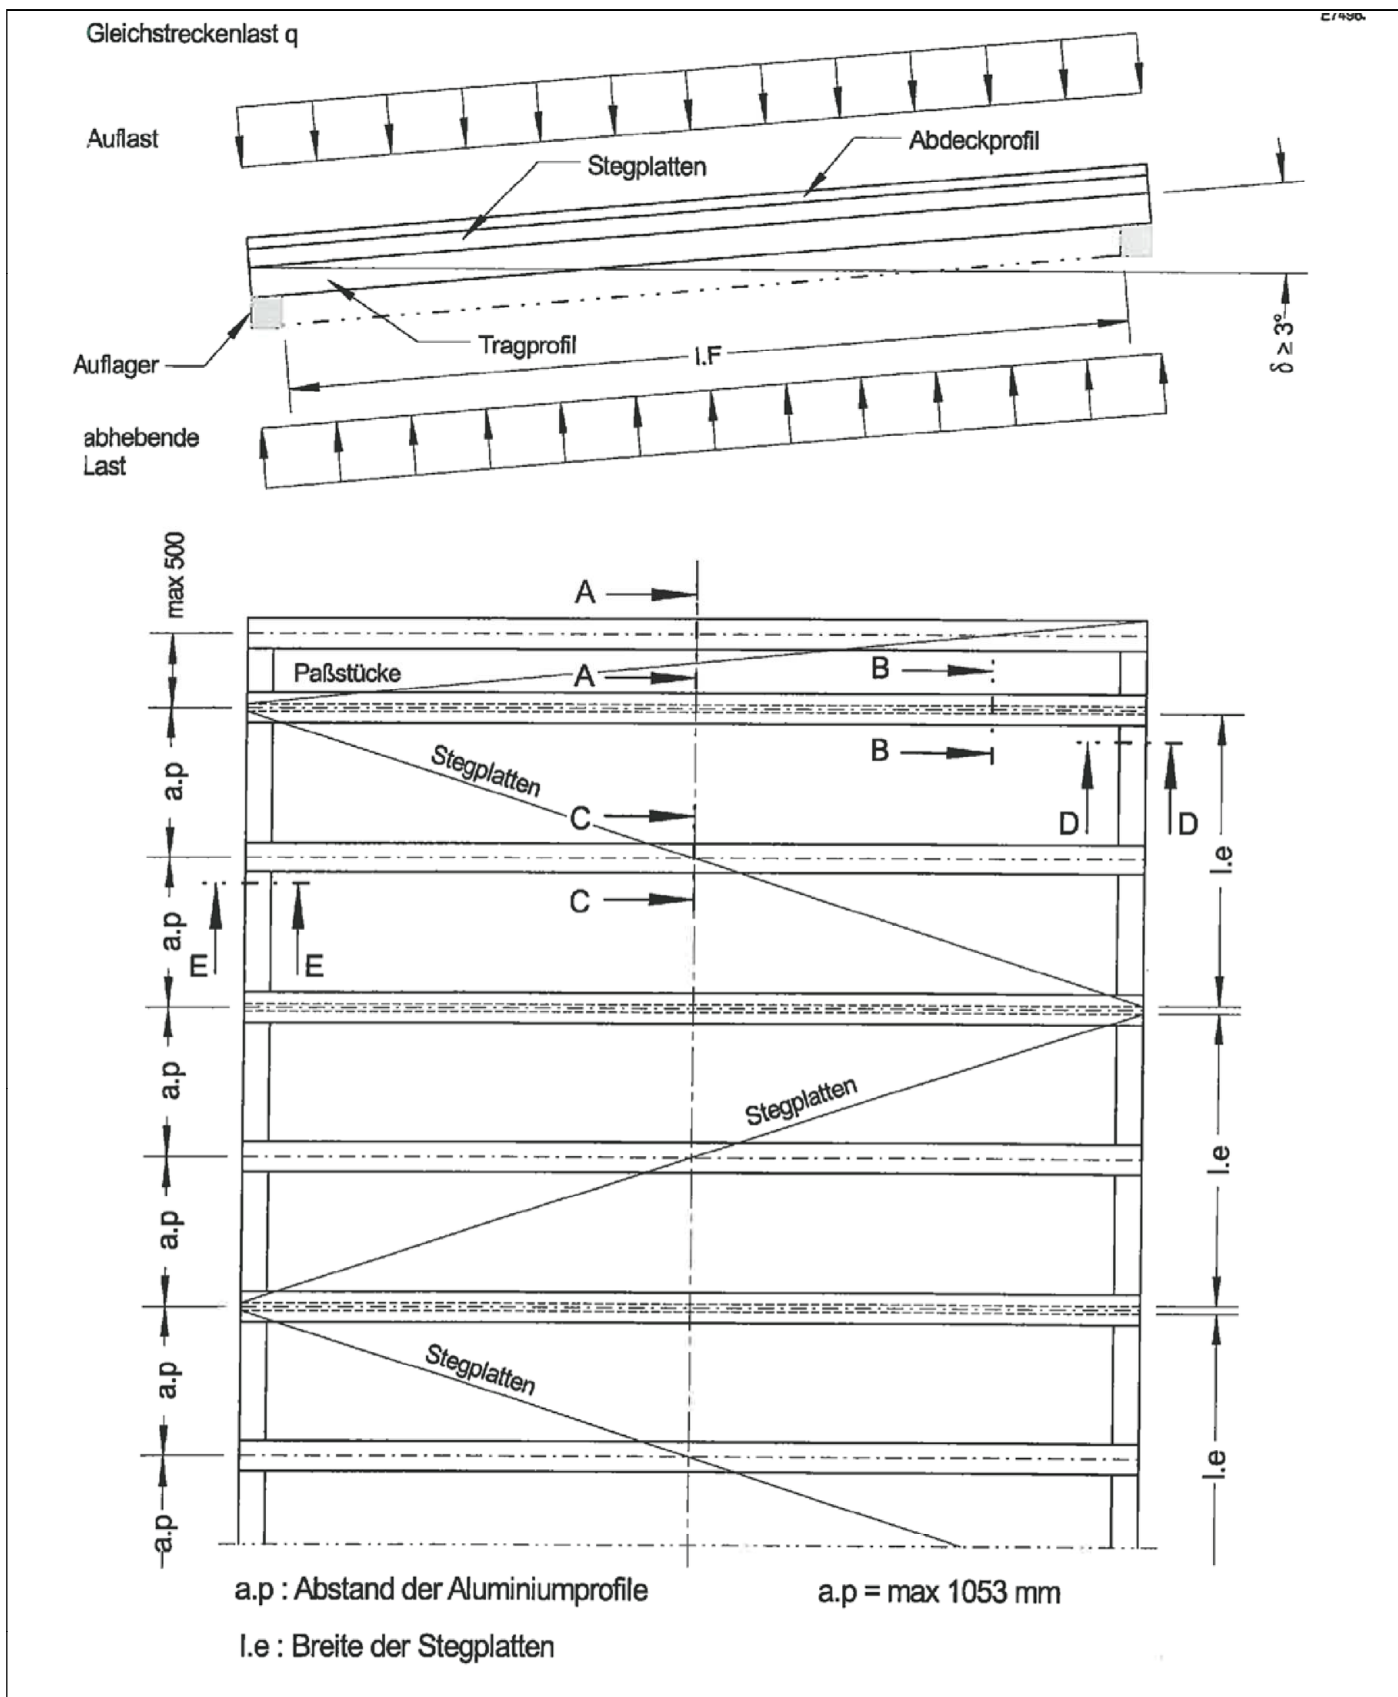 Gleichstreckenlast q
Auflast
Abdeckprofil
Stegplatten
Auflager
Tragprofil
l.F
δ ≥ 3°
abhebende
Last
max 500
A
Paßstücke
A
B
a.p
Stegplatten
B
C
D
D
l.e
a.p
C
E
E
a.p
Stegplatten
l.e
a.p
a.p
Stegplatten
l.e
a.p
a.p : Abstand der Aluminiumprofile
a.p = max 1053 mm
l.e : Breite der Stegplatten